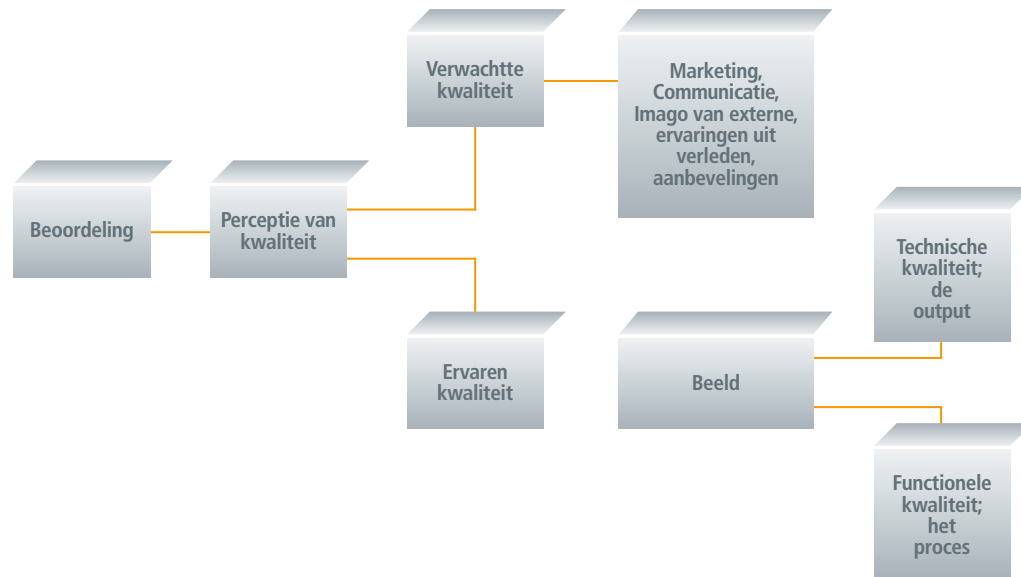 Beoordeling
Perceptie van
kwaliteit
Verwachtte
kwaliteit
Marketing,
Communicatie,
Imago van externe,
ervaringen uit
verleden,
aanbevelingen
Ervaren
kwaliteit
Beeld
Technische
kwaliteit;
de
output
Functionele
kwaliteit;
het
proces